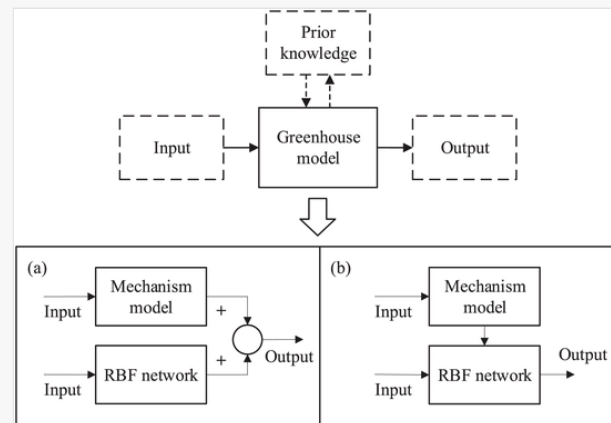 Prior
knowledge
Input
Greenhouse
model
Output
(a)
Mechanism
model
Input
+
+
Output
RBF network
Input
(b)
Mechanism
model
Input
Output
RBF network
Input